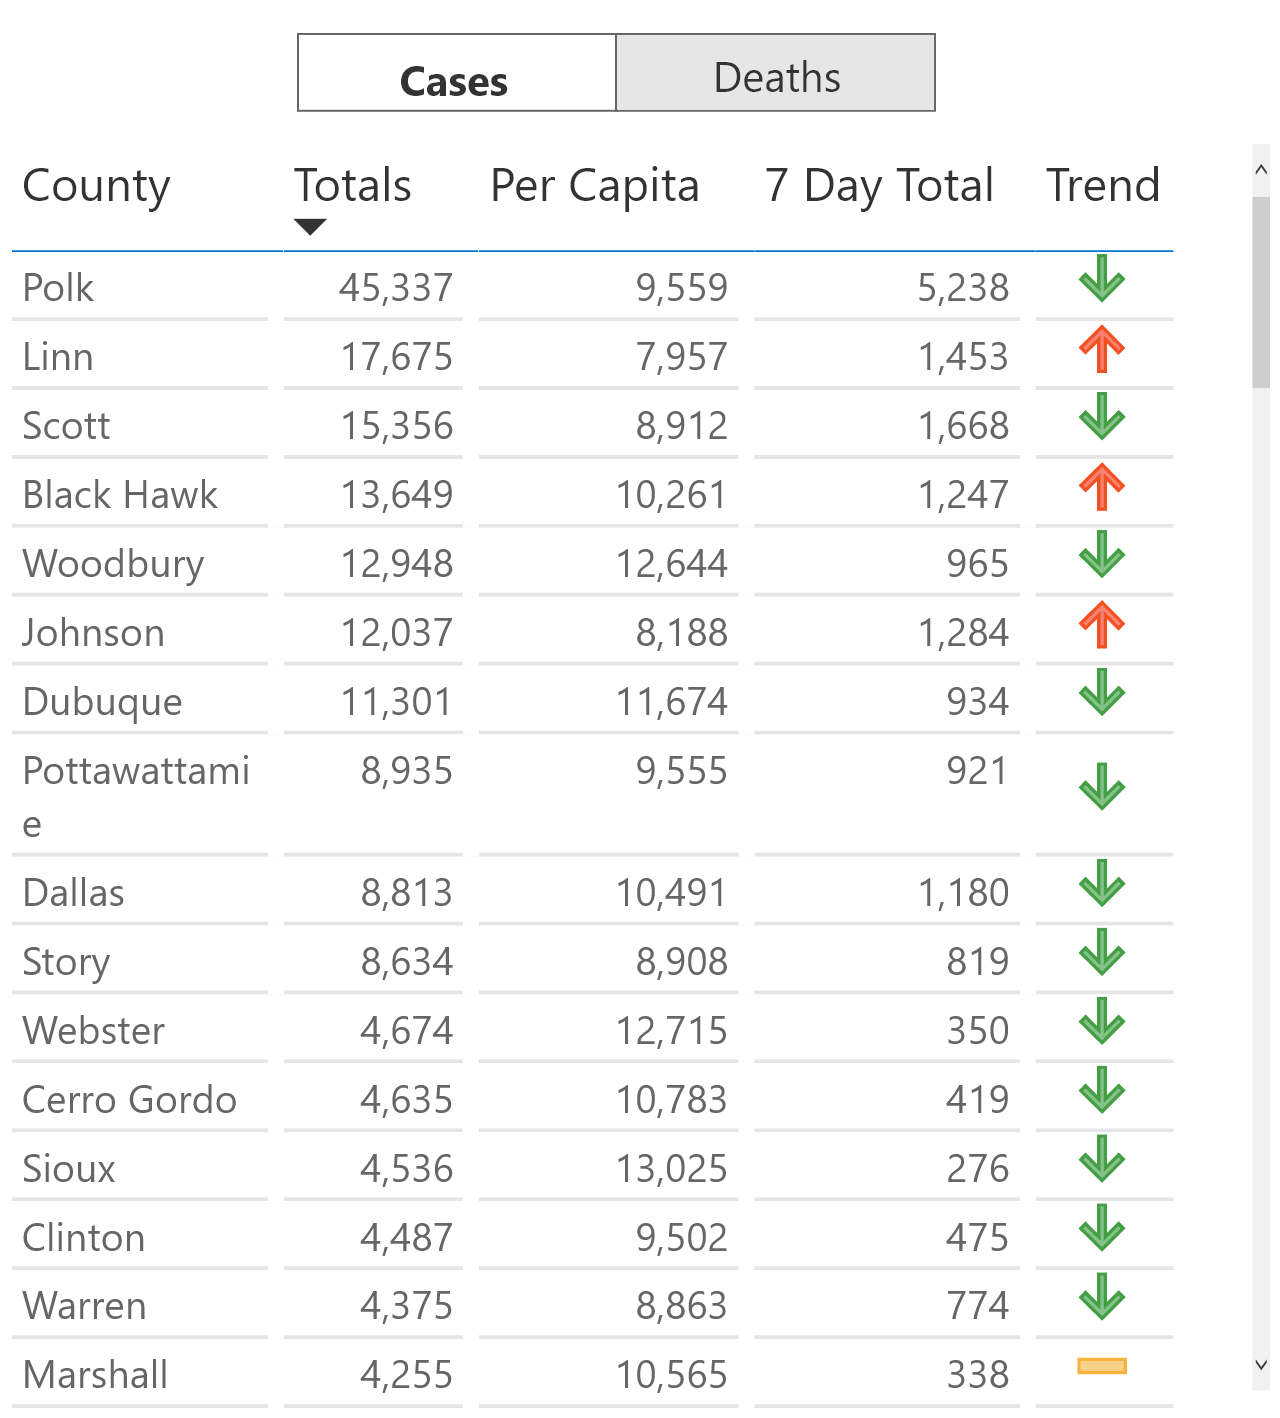 Cases Deaths
County Totals Per Capita 7 Day Total Trend
Polk 45,337 9,559 5,238
Linn 17,675 7,957 1,453
Scott 15,356 8,912 1,668
Black Hawk 13,649 10,261 1,247
Woodbury 12,948 12,644 965
Johnson 12,037 8,188 1,284
Dubuque 11,301 11,674 934
Pottawattami 8,935 9,555 921
e
Dallas 8,813 10,491 1,180
Story 8,634 8,908 819
Webster 4,674 12,715 350
Cerro Gordo 4,635 10,783 419
Sioux 4,536 13,025 276
Clinton 4,487 9,502 475
Warren 4,375 8,863 774
Marshall 4,255 10,565 338